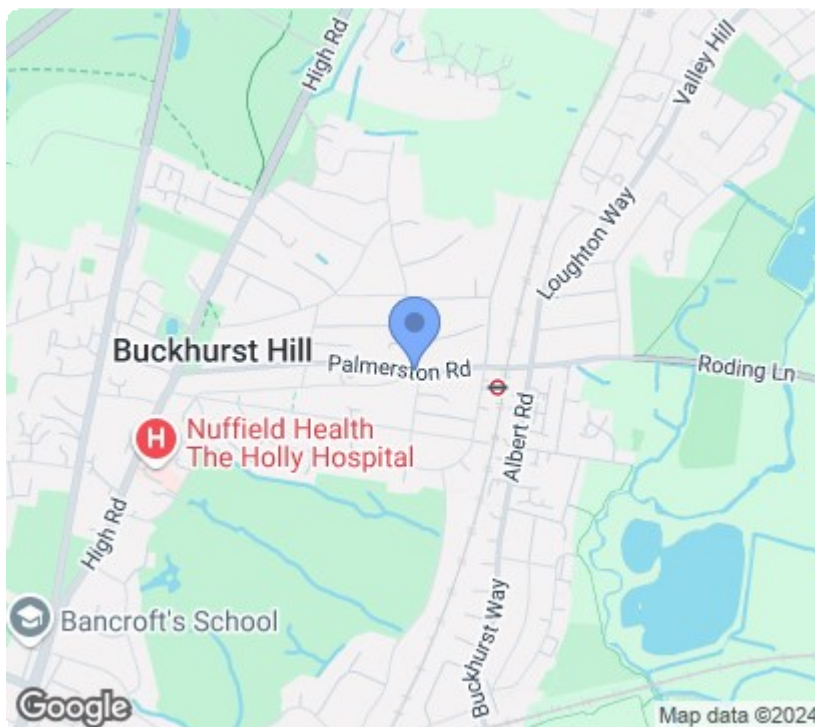 High Rd
Valley Hill
Loughton Way
Buckhurst Hill
Palmerston Rd
Roding Ln
Albert Rd
H
Nuffield Health
The Holly Hospital
High Rd
Bancroft's School
Buckhurst Way
Google
Map data ©2024